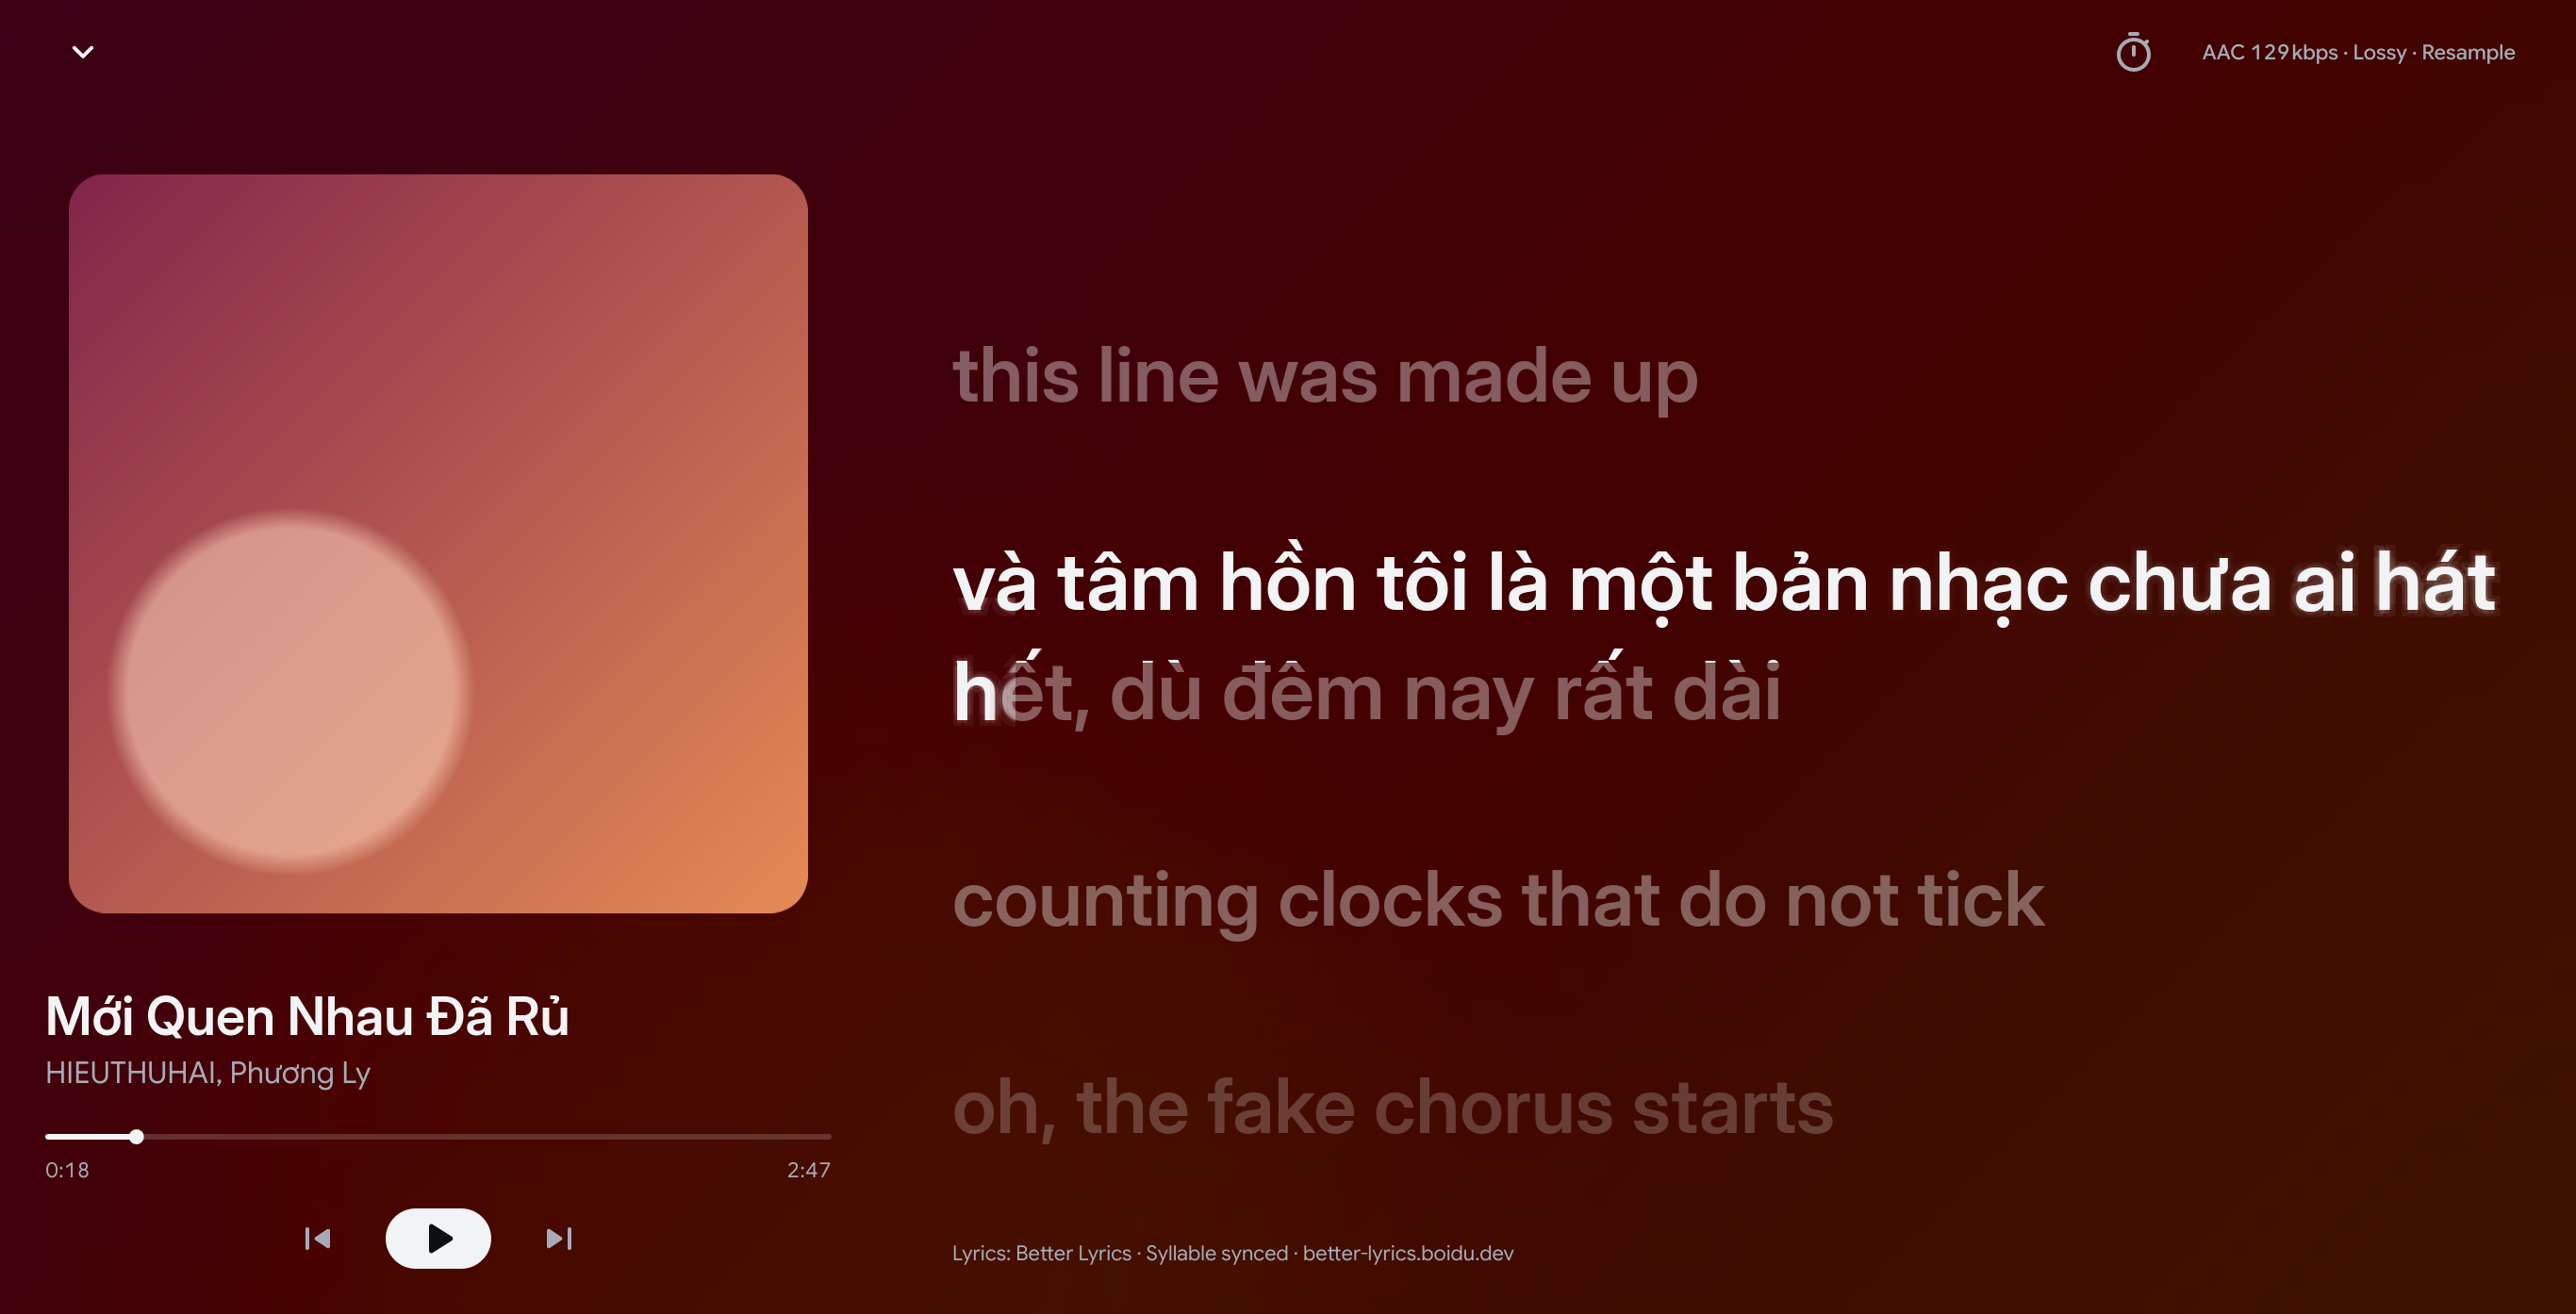 AAC 129 kbps · Lossy · Resample
this line was made up
và tâm hồn tôi là một bản nhạc chưa ai hát
hết, dù đêm nay rất dài
counting clocks that do not tick
oh, the fake chorus starts
Mới Quen Nhau Đã Rủ
HIEUTHUHAI, Phương Ly
0:18
2:47
Lyrics: Better Lyrics · Syllable synced · better-lyrics.boidu.dev